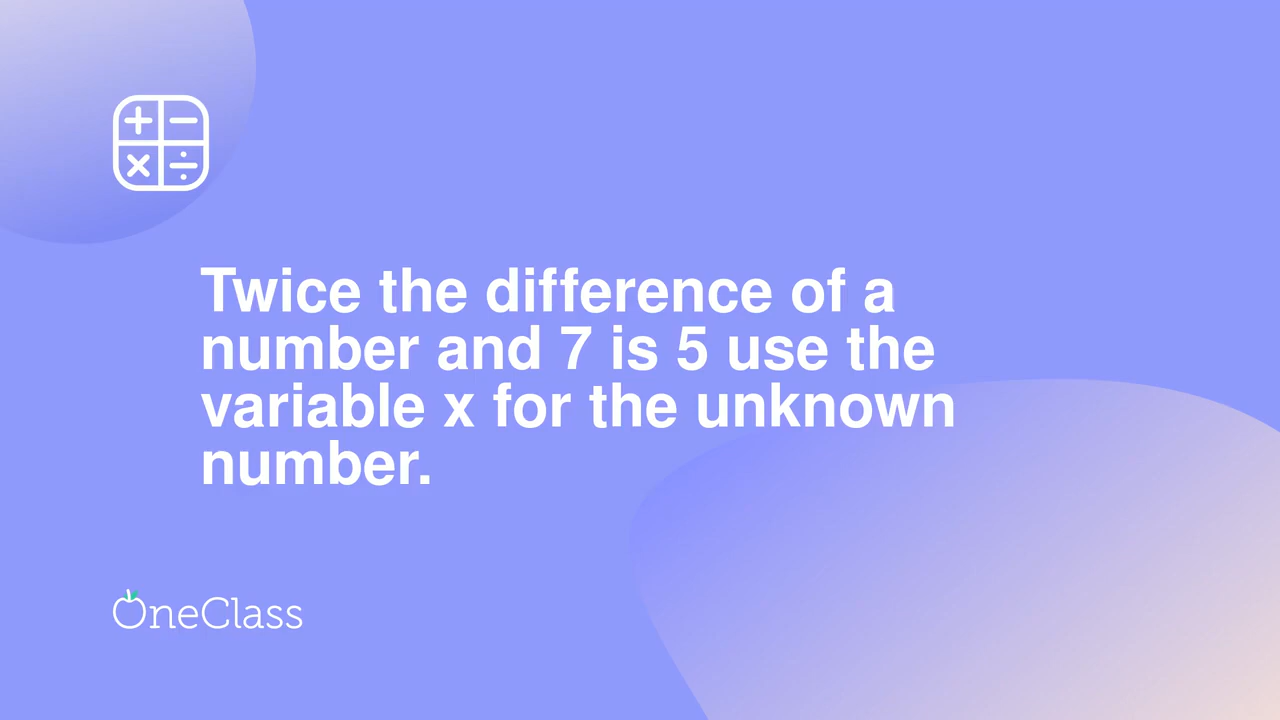 Twice the difference of a
number and 7 is 5 use the
variable x for the unknown
number.
OneClass